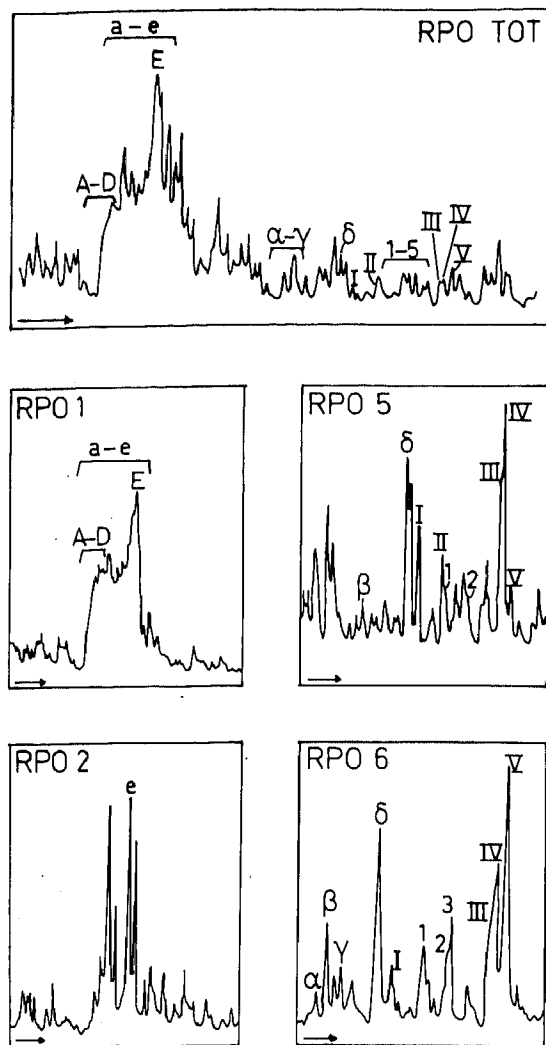 RPO TOT
a-e
E
A-D
α-γ
δ
I
II
1-5
III
IV
V
RPO 1
a-e
E
A-D
RPO 5
IV
δ
III
I
II
β
1
2
V
RPO 2
e
RPO 6
V
δ
IV
β
3
III
γ
1
2
I
α